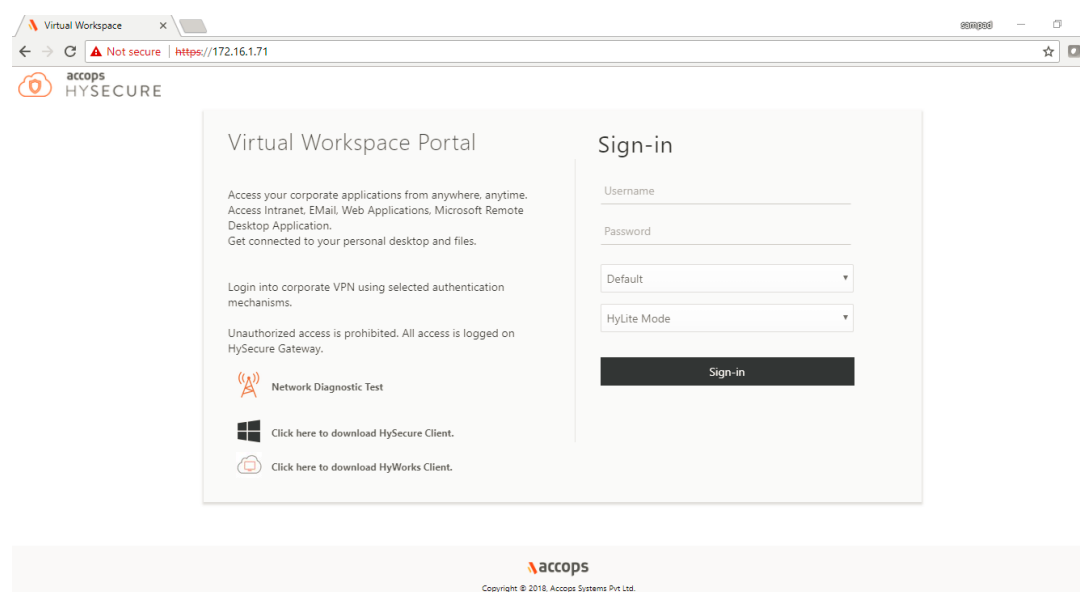 Virtual Workspace
sampad
Not secure | https://172.16.1.71
accops
HYSECURE
Virtual Workspace Portal
Access your corporate applications from anywhere, anytime.
Access Intranet, EMail, Web Applications, Microsoft Remote
Desktop Application.
Get connected to your personal desktop and files.
Login into corporate VPN using selected authentication
mechanisms.
Unauthorized access is prohibited. All access is logged on
HySecure Gateway.
Network Diagnostic Test
Click here to download HySecure Client.
Click here to download HyWorks Client.
Sign-in
Username
Password
Default
HyLite Mode
Sign-in
accops
Copyright © 2018, Accops Systems Pvt Ltd.